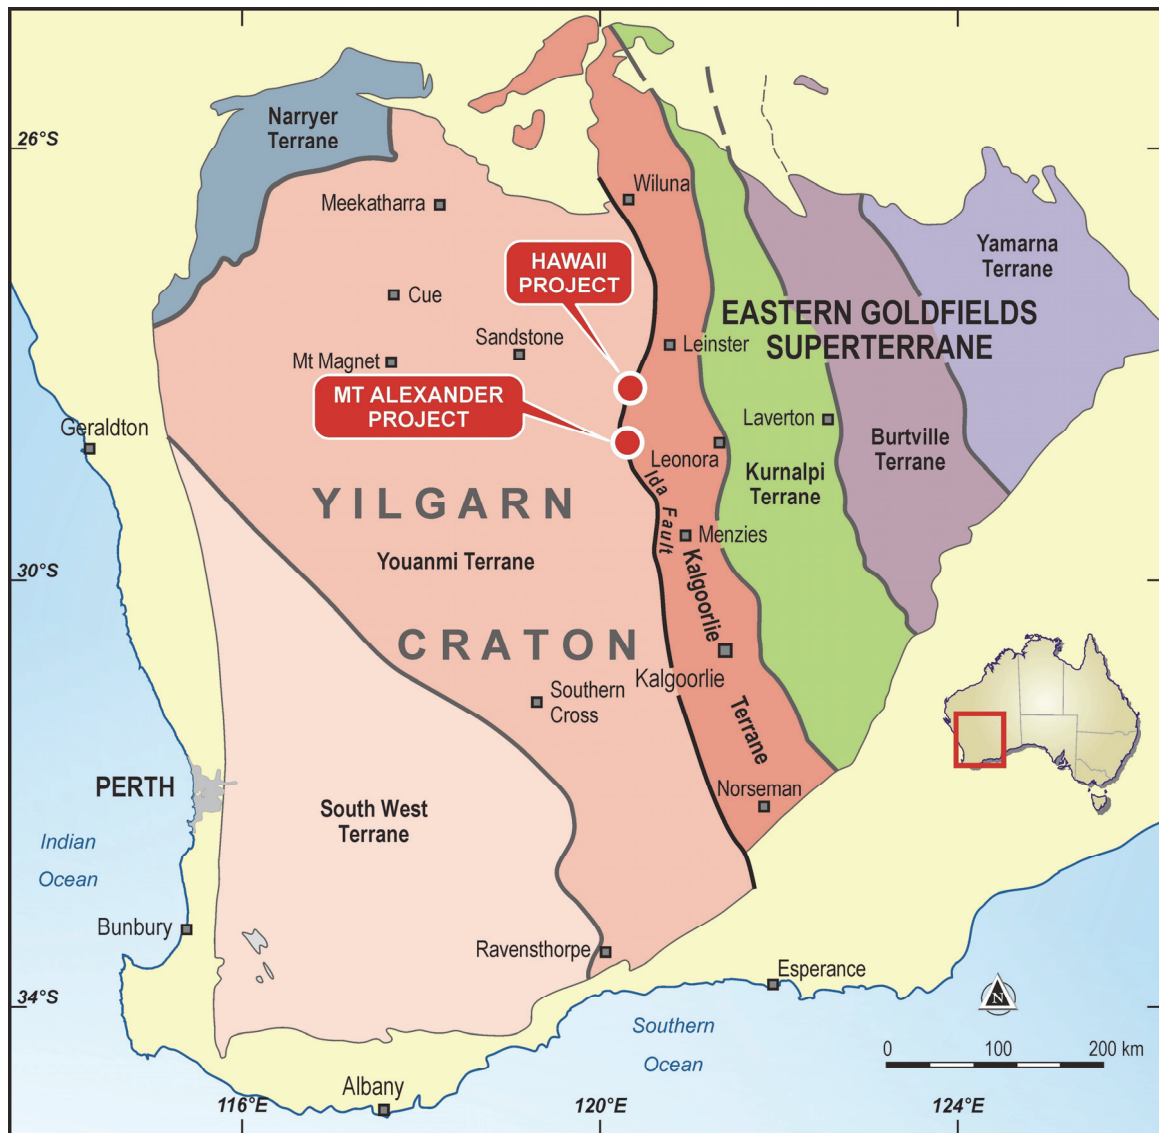 Narryer
Terrane
26°S
Wiluna
Meekatharra
HAWAII
PROJECT
Yamarna
Terrane
Cue
EASTERN GOLDFIELDS
SUPERTERRANE
Sandstone
Leinster
Mt Magnet
MT ALEXANDER
PROJECT
Laverton
Geraldton
Burtville
Terrane
Leonora
Kurnalpi
Terrane
Ida Fault
YILGARN
Menzies
Youanmi Terrane
30°S
Kalgoorlie
Terrane
CRATON
Kalgoorlie
Southern
Cross
PERTH
Norseman
South West
Terrane
Indian
Ocean
Bunbury
Ravensthorpe
Esperance
34°S
N
Southern
Ocean
0 100 200 km
Albany
116°E 120°E 124°E